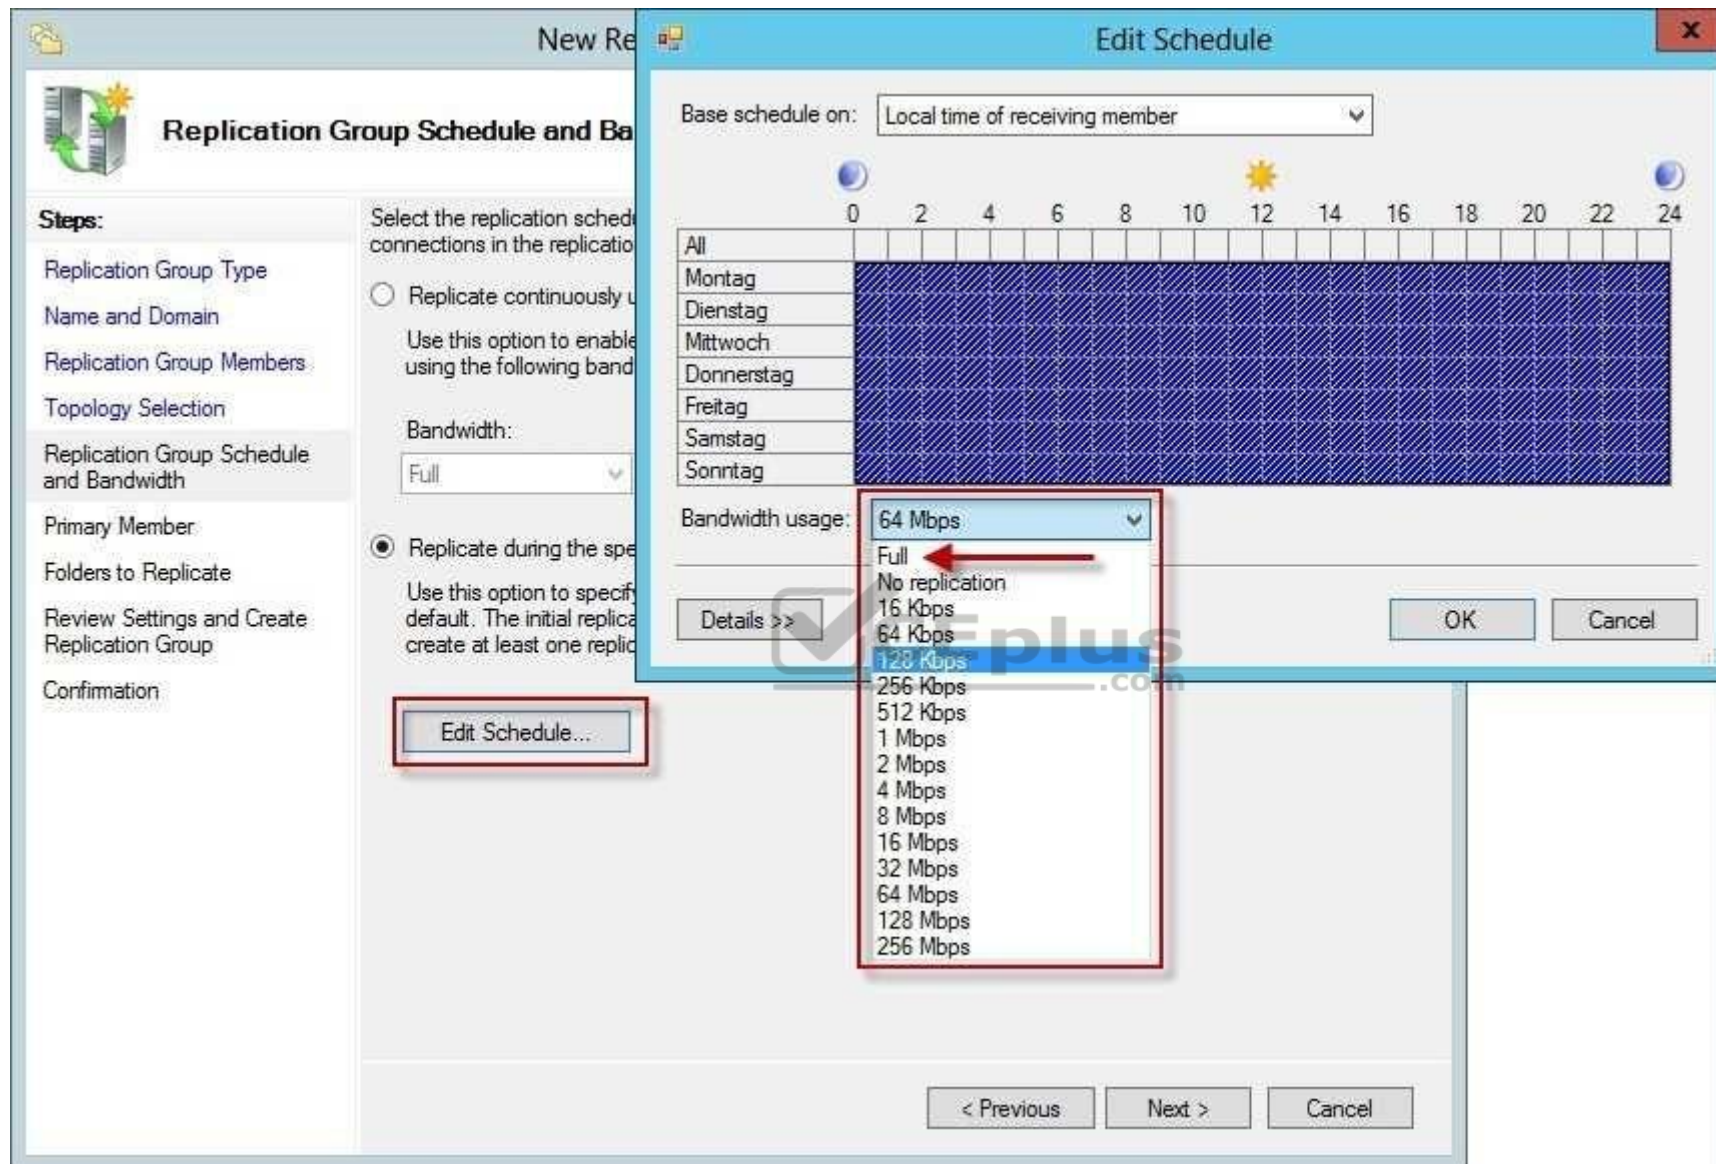 New Re
Replication Group Schedule and Ba
Steps:
Replication Group Type
Name and Domain
Replication Group Members
Topology Selection
Replication Group Schedule
and Bandwidth
Primary Member
Folders to Replicate
Review Settings and Create
Replication Group
Confirmation
Select the replication sched
connections in the replicatio
Replicate continuously u
Use this option to enable
using the following band
Bandwidth:
Full
Replicate during the spe
Use this option to specify
default. The initial replica
create at least one replic
Edit Schedule...
< Previous
Next >
Cancel
Edit Schedule
x
Base schedule on:
Local time of receiving member
0 2 4 6 8 10 12 14 16 18 20 22 24
All
Montag
Dienstag
Mittwoch
Donnerstag
Freitag
Samstag
Sonntag
Bandwidth usage:
64 Mbps
Full
No replication
16 Kbps
64 Kbps
128 Kbps
256 Kbps
512 Kbps
1 Mbps
2 Mbps
4 Mbps
8 Mbps
16 Mbps
32 Mbps
64 Mbps
128 Mbps
256 Mbps
Details >>
OK
Cancel
Eplus
.com